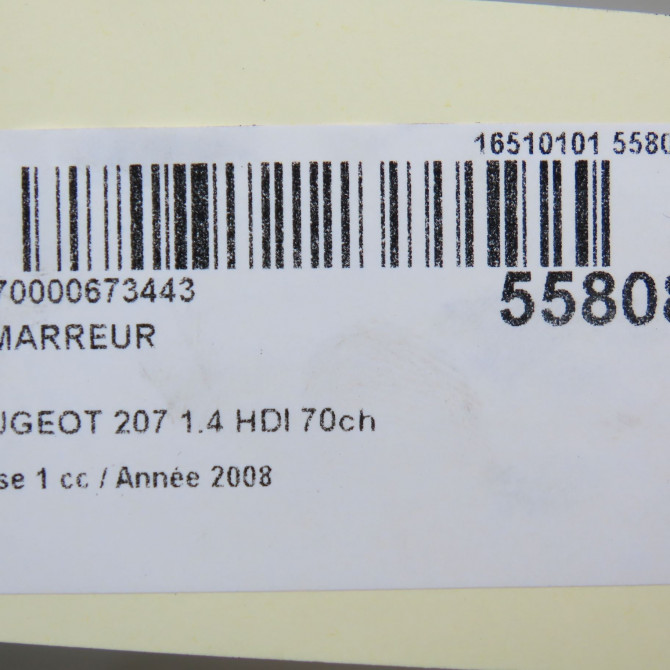 16510101 5580
70000673443
55808
MARREUR
UGEOT 207 1.4 HDI 70ch
se 1 cc / Année 2008